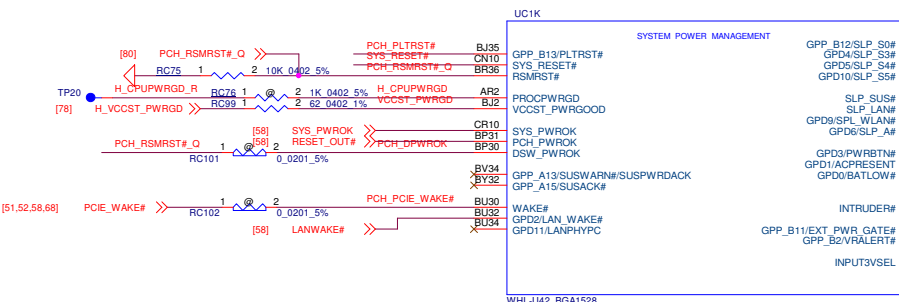 UC1K
SYSTEM POWER MANAGEMENT
[80] PCH_RSMRST#_Q
PCH_PLTRST# BJ35 GPP_B13/PLTRST# GPP_B12/SLP_S0#
SYS_RESET# CN10 SYS_RESET# GPD4/SLP_S3#
PCH_RSMRST#_Q BR36 RSMRST# GPD5/SLP_S4#
RC75 1 2 10K_0402_5% GPD10/SLP_S5#
TP20 H_CPUPWRGD_R RC76 1 @ 2 1K_0402_5% H_CPUPWRGD AR2 PROCPWRGD SLP_SUS#
[78] H_VCCST_PWRGD RC99 1 2 62_0402_1% VCCST_PWRGD BJ2 VCCST_PWRGOOD SLP_LAN#
GPD9/SPL_WLAN#
GPD6/SLP_A#
[58] SYS_PWROK CR10 SYS_PWROK
[58] RESET_OUT# BP31 PCH_PWROK
PCH_RSMRST#_Q RC101 1 @ 2 0_0201_5% PCH_DPWROK BP30 DSW_PWROK GPD3/PWRBTN#
GPD1/ACPRESENT
BV34 GPP_A13/SUSWARN#/SUSPWRDACK GPD0/BATLOW#
BY32 GPP_A15/SUSACK#
[51,52,58,68] PCIE_WAKE# RC102 1 @ 2 0_0201_5% PCH_PCIE_WAKE# BU30 WAKE# INTRUDER#
[58] LANWAKE# BU32 GPD2/LAN_WAKE#
BU34 GPD11/LANPHYPC GPP_B11/EXT_PWR_GATE#
GPP_B2/VRALERT#
INPUT3VSEL
WHL-U42_BGA1528